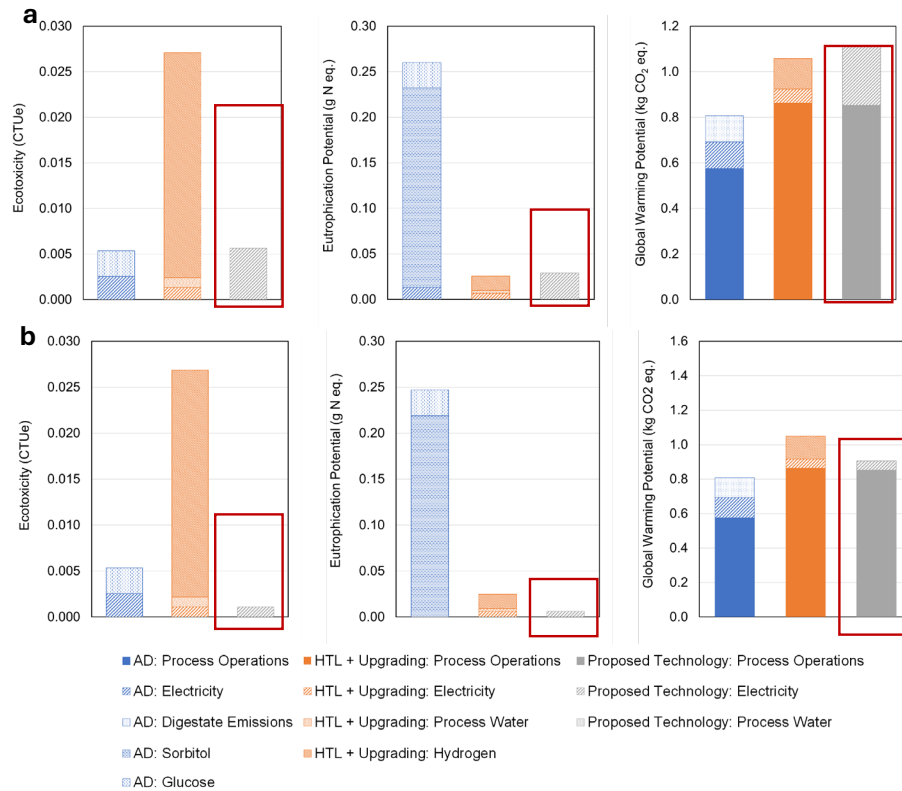 a
Ecotoxicity (CTUe)
0.030
0.025
0.020
0.015
0.010
0.005
0.000
Eutrophication Potential (g N eq.)
0.30
0.25
0.20
0.15
0.10
0.05
0.00
Global Warming Potential (kg CO₂ eq.)
1.2
1.0
0.8
0.6
0.4
0.2
0.0
b
Ecotoxicity (CTUe)
0.030
0.025
0.020
0.015
0.010
0.005
0.000
Eutrophication Potential (g N eq.)
0.30
0.25
0.20
0.15
0.10
0.05
0.00
Global Warming Potential (kg CO2 eq.)
1.6
1.4
1.2
1.0
0.8
0.6
0.4
0.2
0.0
AD: Process Operations
HTL + Upgrading: Process Operations
Proposed Technology: Process Operations
AD: Electricity
HTL + Upgrading: Electricity
Proposed Technology: Electricity
AD: Digestate Emissions
HTL + Upgrading: Process Water
Proposed Technology: Process Water
AD: Sorbitol
HTL + Upgrading: Hydrogen
AD: Glucose